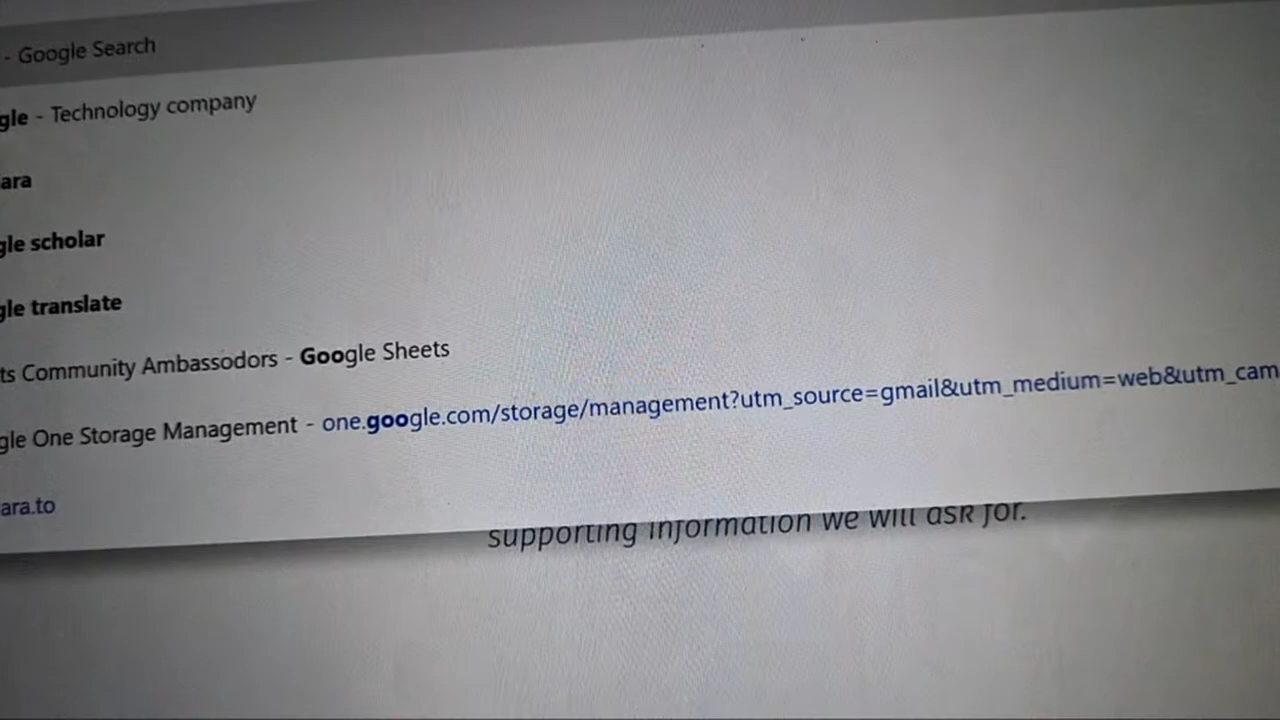 - Google Search
gle - Technology company
ara
gle scholar
gle translate
ts Community Ambassodors - Google Sheets
gle One Storage Management - one.google.com/storage/management?utm_source=gmail&utm_medium=web&utm_cam
ara.to
supporting information we will ask for.